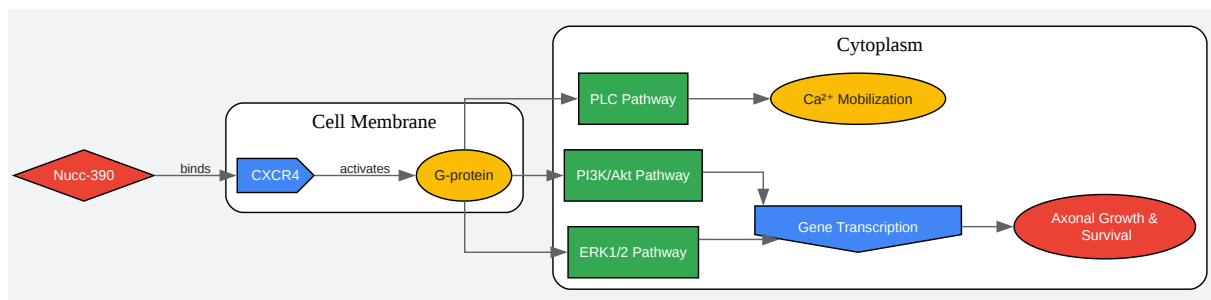 Cytoplasm
Cell Membrane
PLC Pathway
Ca²⁺ Mobilization
Nucc-390
binds
CXCR4
activates
G-protein
PI3K/Akt Pathway
Gene Transcription
Axonal Growth &
Survival
ERK1/2 Pathway